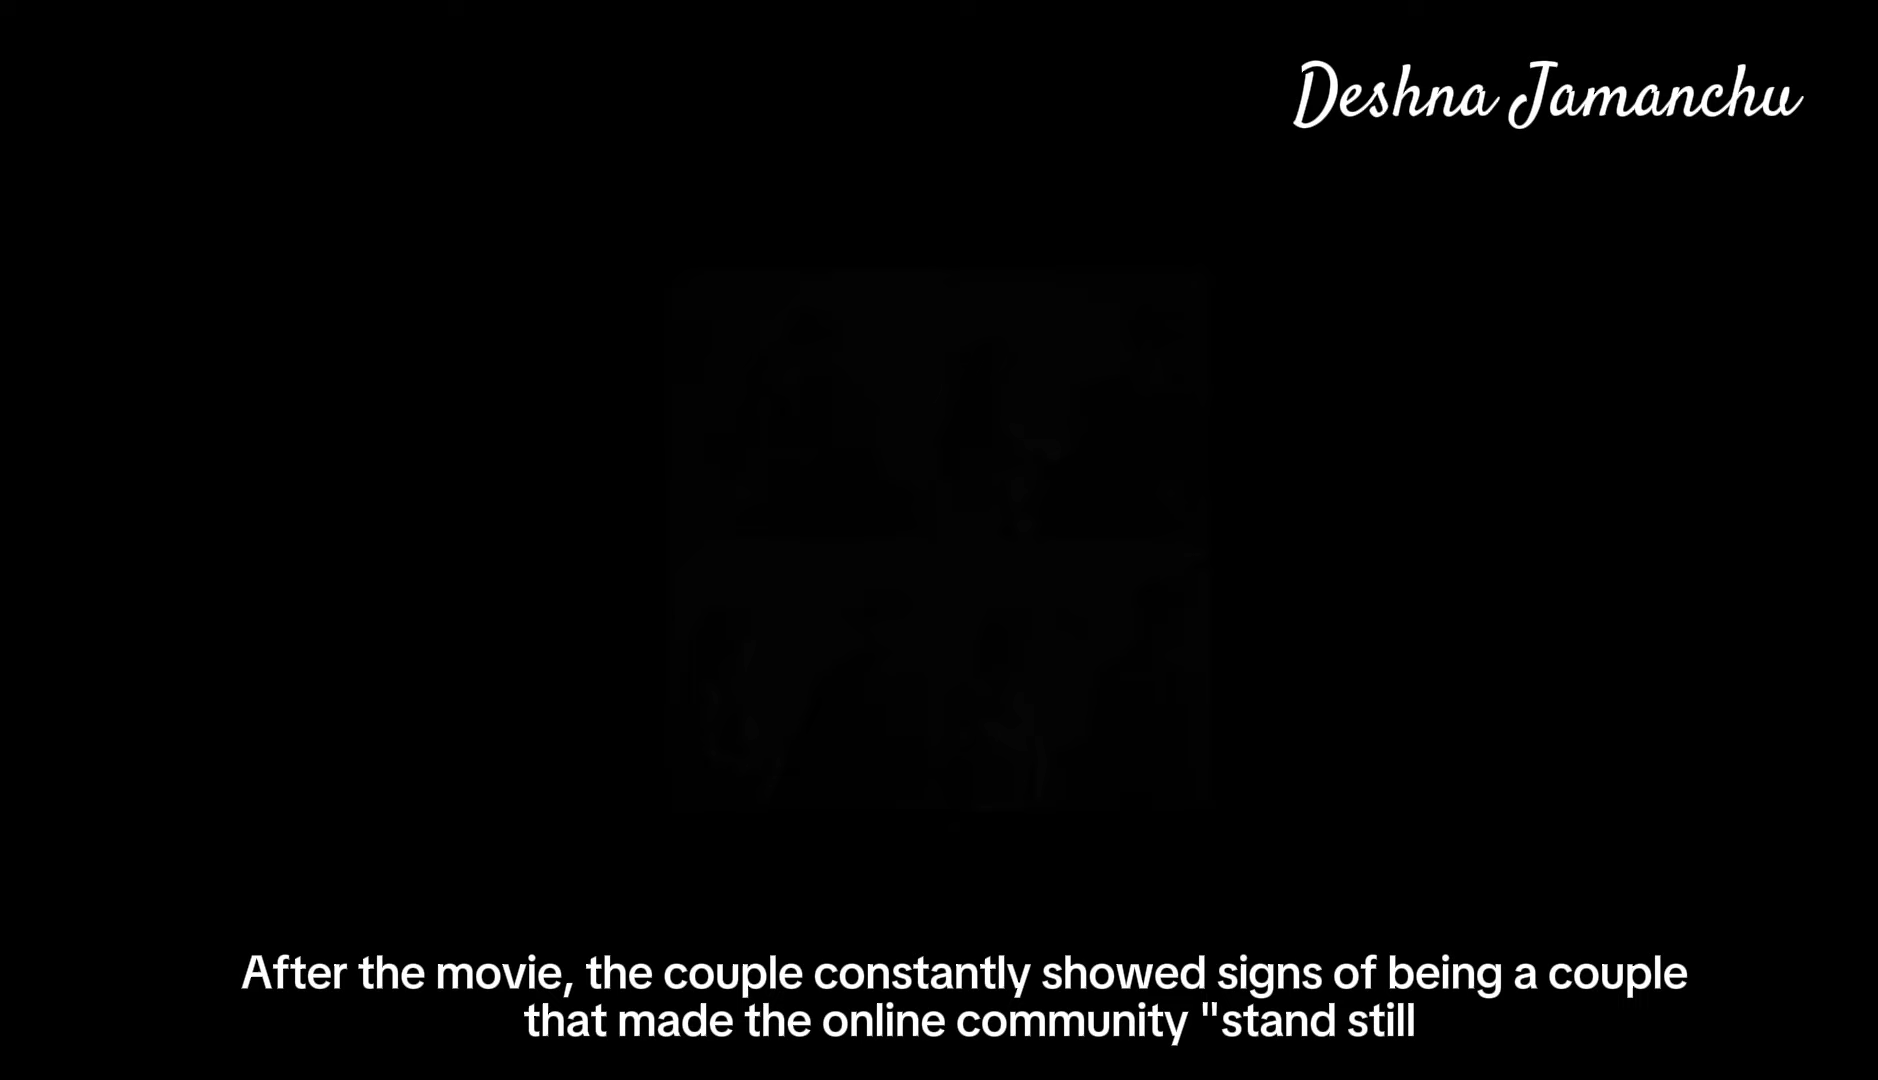 Deshna Jamanchu
After the movie, the couple constantly showed signs of being a couple
that made the online community "stand still